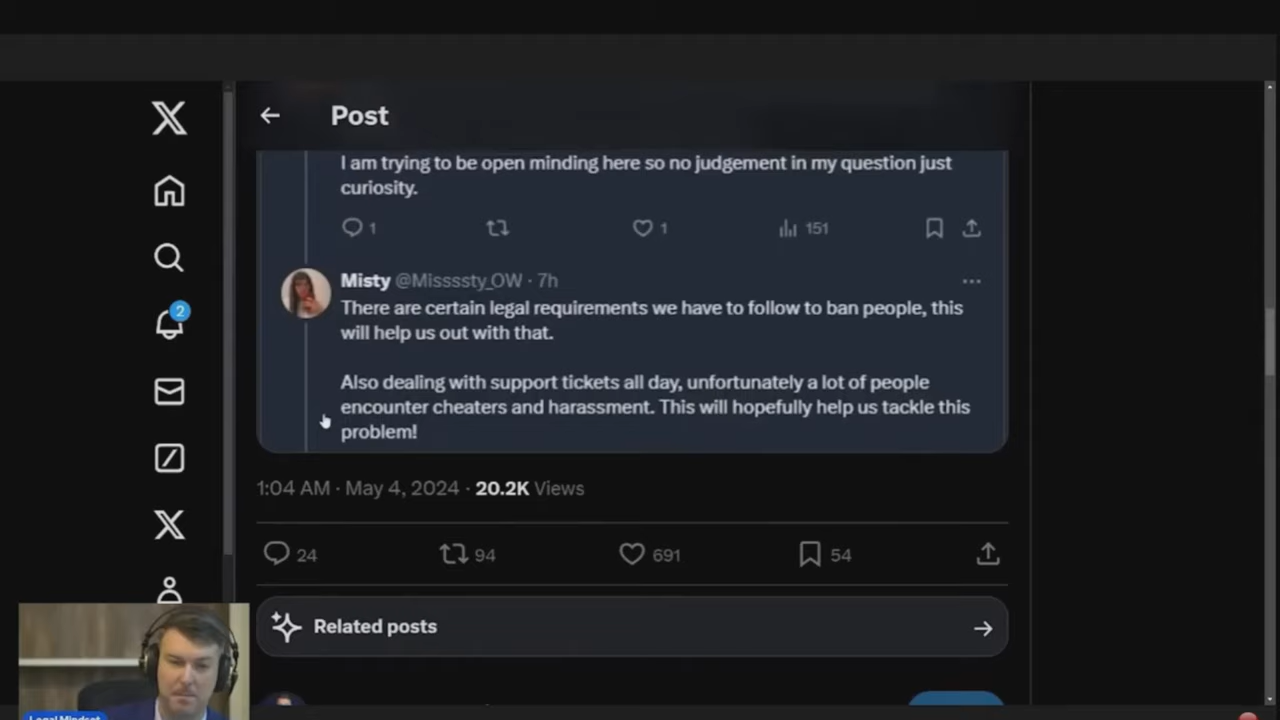 Post
I am trying to be open minding here so no judgement in my question just
curiosity.
1
1
151
Misty @Missssty_OW · 7h
There are certain legal requirements we have to follow to ban people, this
will help us out with that.
Also dealing with support tickets all day, unfortunately a lot of people
encounter cheaters and harassment. This will hopefully help us tackle this
problem!
2
1:04 AM · May 4, 2024 · 20.2K Views
24
94
691
54
Related posts
Legal Mindset